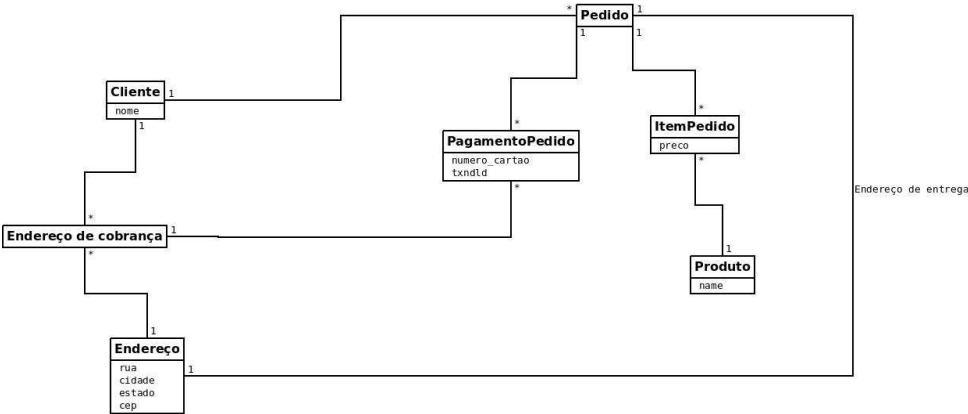 * Pedido 1
1 1
Cliente 1
nome
1
*
PagamentoPedido
numero_cartao
txndld
*
*
ItemPedido
preco
*
Endereço de entrega
*
Endereço de cobrança 1
*
1
Produto
name
1
Endereço 1
rua
cidade
estado
cep